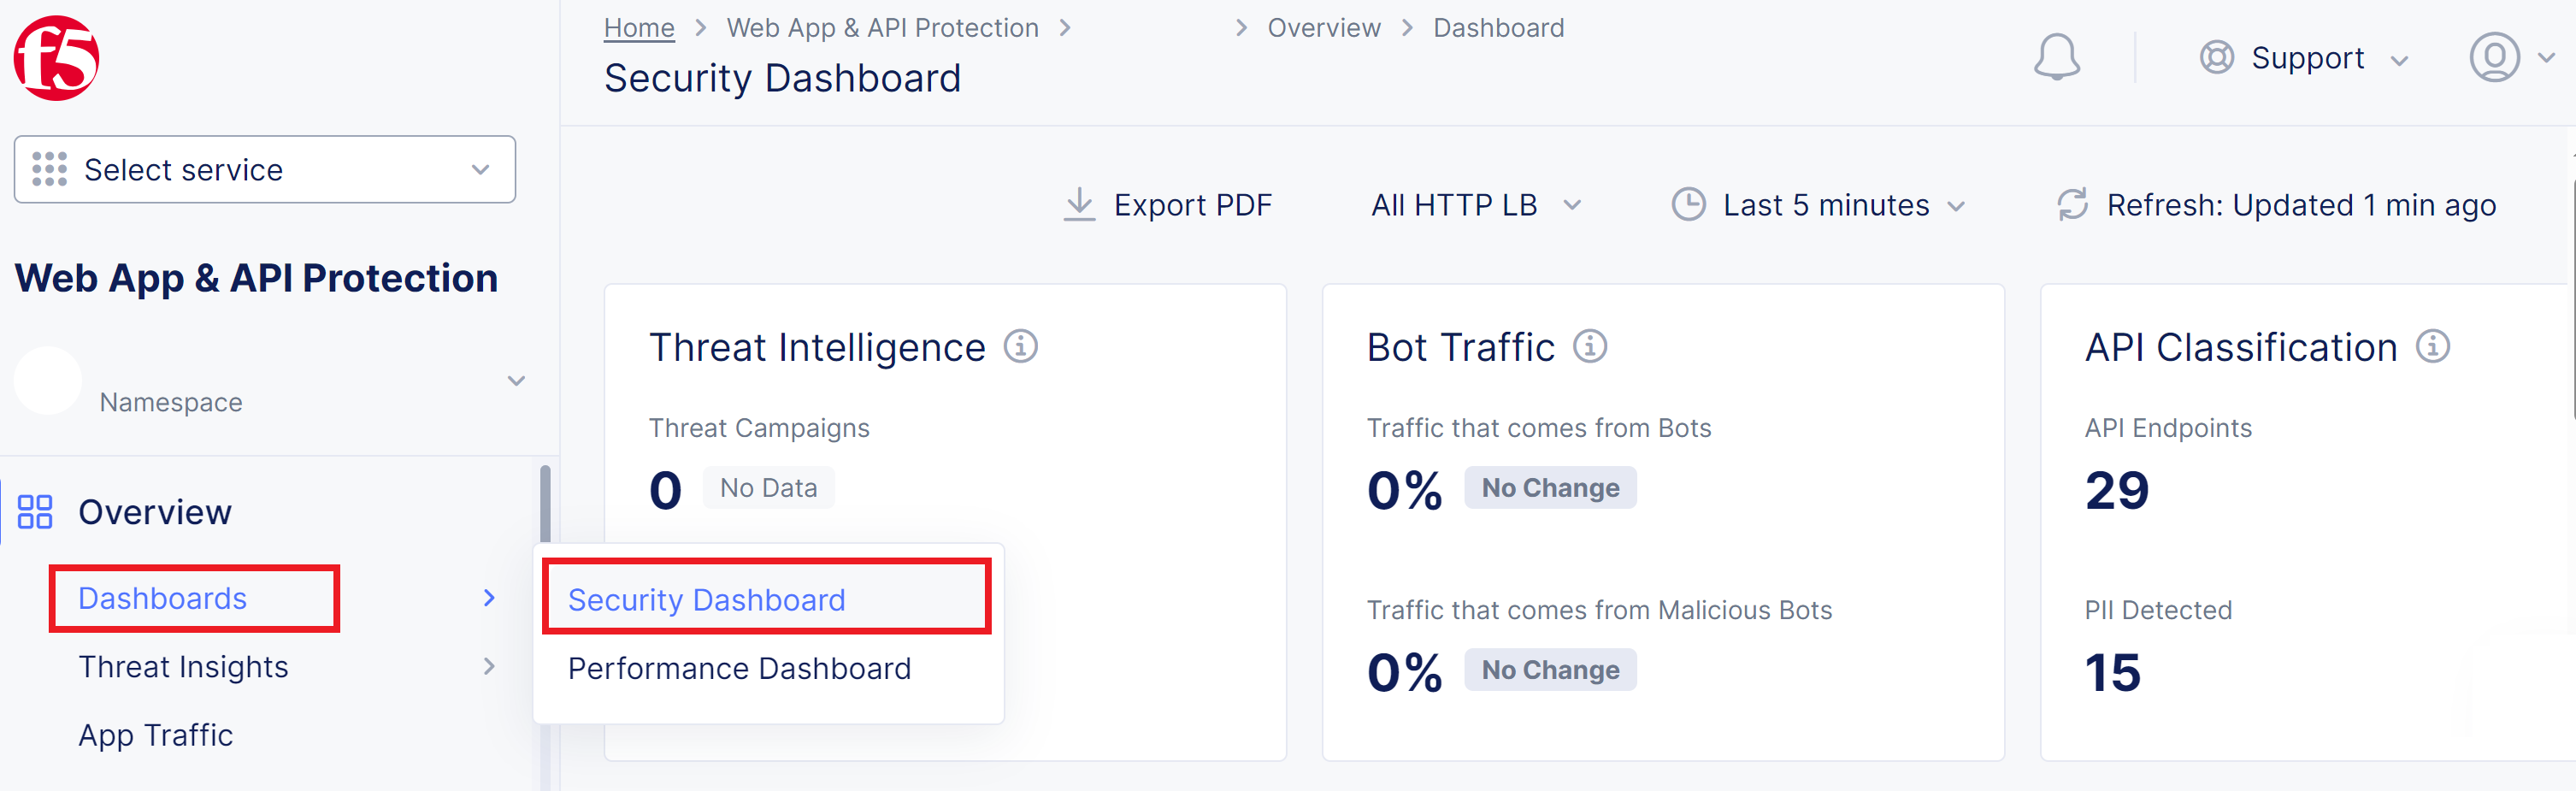 f5
Home > Web App & API Protection > > Overview > Dashboard
Security Dashboard
Support
Select service
Export PDF
All HTTP LB
Last 5 minutes
Refresh: Updated 1 min ago
Web App & API Protection
Namespace
Overview
Dashboards
Threat Insights
App Traffic
Security Dashboard
Performance Dashboard
Threat Intelligence
Threat Campaigns
0 No Data
Bot Traffic
Traffic that comes from Bots
0% No Change
Traffic that comes from Malicious Bots
0% No Change
API Classification
API Endpoints
29
PII Detected
15